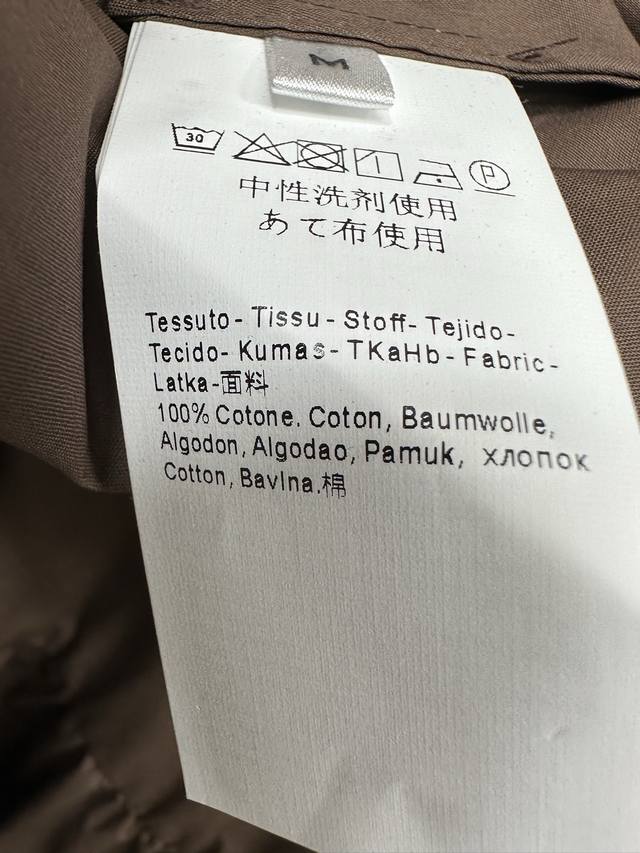 M
30
P
中性洗剤使用
あて布使用
Tessuto- Tissu - Stoff- Tejido-
Tecido- Kumas- TKaHb - Fabric-
Latka-面料
100% Cotone. Coton, Baumwolle,
Algodon, Algodao, Pamuk, хлопок
Cotton, Bavlna.棉